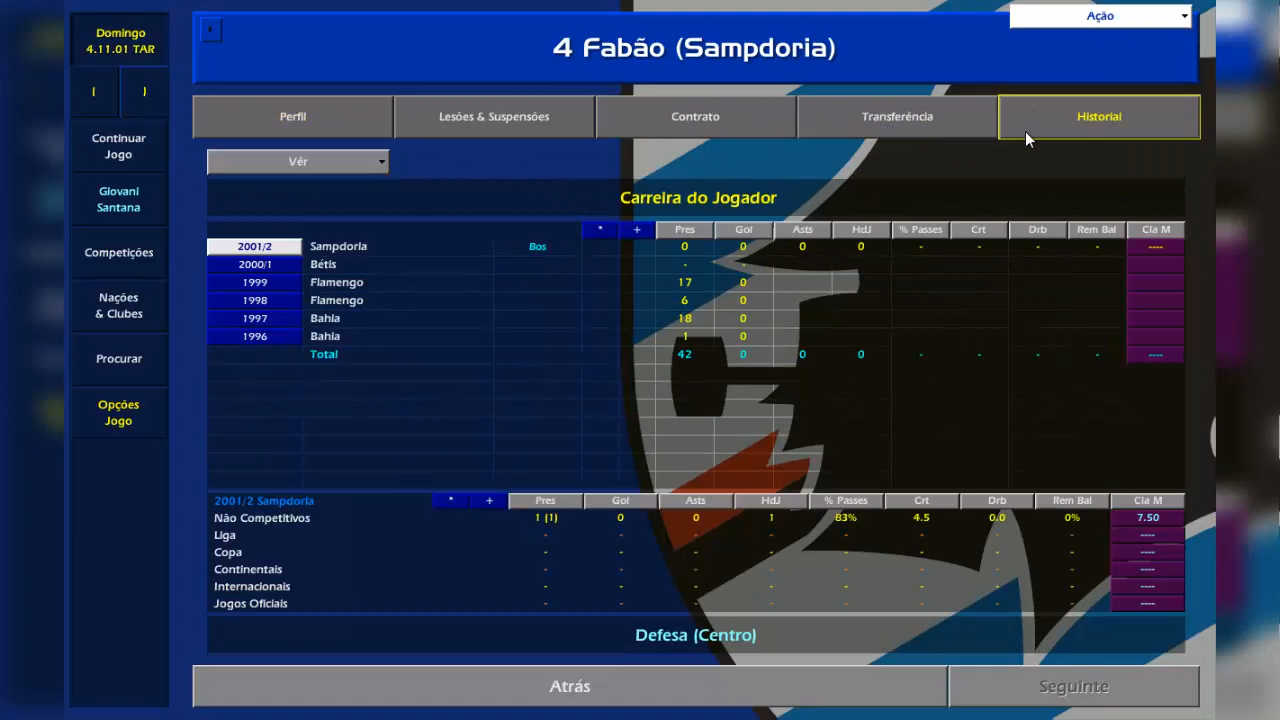 Domingo
4.11.01 TAR
Ação
4 Fabão (Sampdoria)
Continuar
Jogo
Giovani
Santana
Competições
Nações
& Clubes
Procurar
Opções
Jogo
Perfil Lesões & Suspensões Contrato Transferência Historial
Vér
Carreira do Jogador
* + Pres Gol Asts HdJ % Passes Crt Drb Rem Bal Cla M
2001/2 Sampdoria Bos 0 0 0 0 - - - - ----
2000/1 Bétis - -
1999 Flamengo 17 0
1998 Flamengo 6 0
1997 Bahia 18 0
1996 Bahia 1 0
Total 42 0 0 0 - - - - ----
2001/2 Sampdoria * + Pres Gol Asts HdJ % Passes Crt Drb Rem Bal Cla M
Não Competitivos 1 (1) 0 0 1 83% 4.5 0.0 0% 7.50
Liga - - - - - - - - ----
Copa - - - - - - - - ----
Continentais - - - - - - - - ----
Internacionais - - - - - - - - ----
Jogos Oficiais - - - - - - - - ----
Defesa (Centro)
Atrás Seguinte